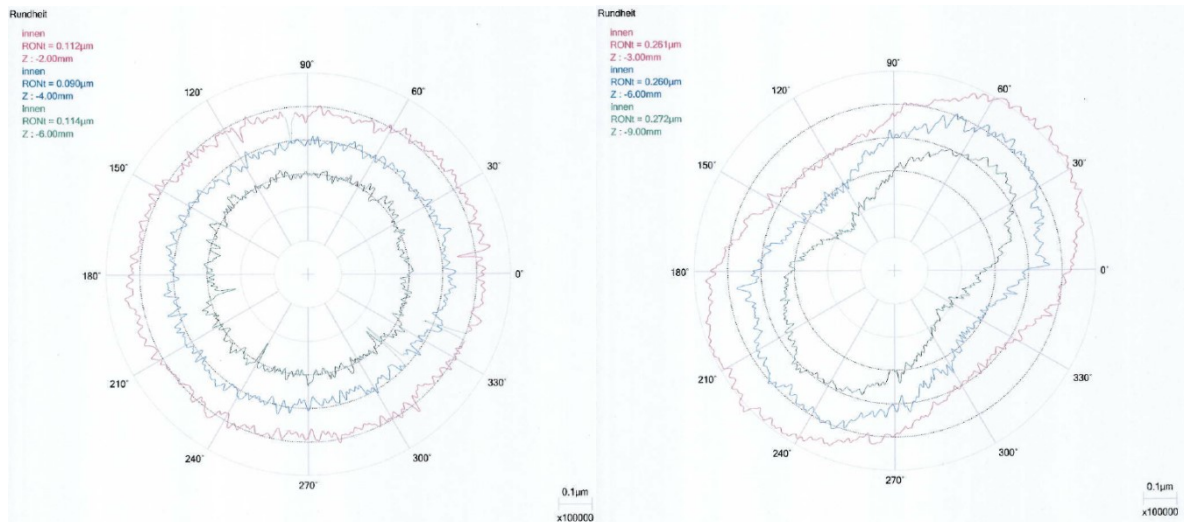 Rundheit
innen
RONt = 0.112µm
Z : -2.00mm
innen
RONt = 0.090µm
Z : -4.00mm
innen
RONt = 0.114µm
Z : -6.00mm
90°
120°
60°
150°
30°
180°
0°
210°
330°
240°
300°
270°
0.1µm
x100000
Rundheit
innen
RONt = 0.261µm
Z : -3.00mm
innen
RONt = 0.260µm
Z : -6.00mm
innen
RONt = 0.272µm
Z : -9.00mm
90°
120°
60°
150°
30°
180°
0°
210°
330°
240°
300°
270°
0.1µm
x100000